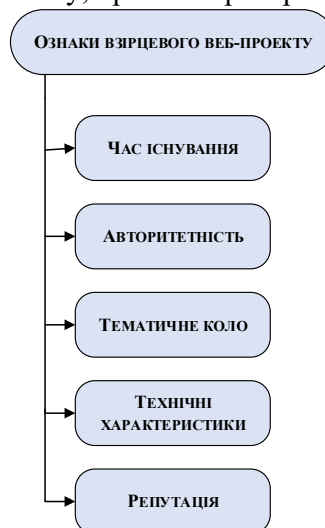 ОЗНАКИ ВЗІРЦЕВОГО ВЕБ-ПРОЕКТУ
ЧАС ІСНУВАННЯ
АВТОРИТЕТНІСТЬ
ТЕМАТИЧНЕ КОЛО
ТЕХНІЧНІ
ХАРАКТЕРИСТИКИ
РЕПУТАЦІЯ